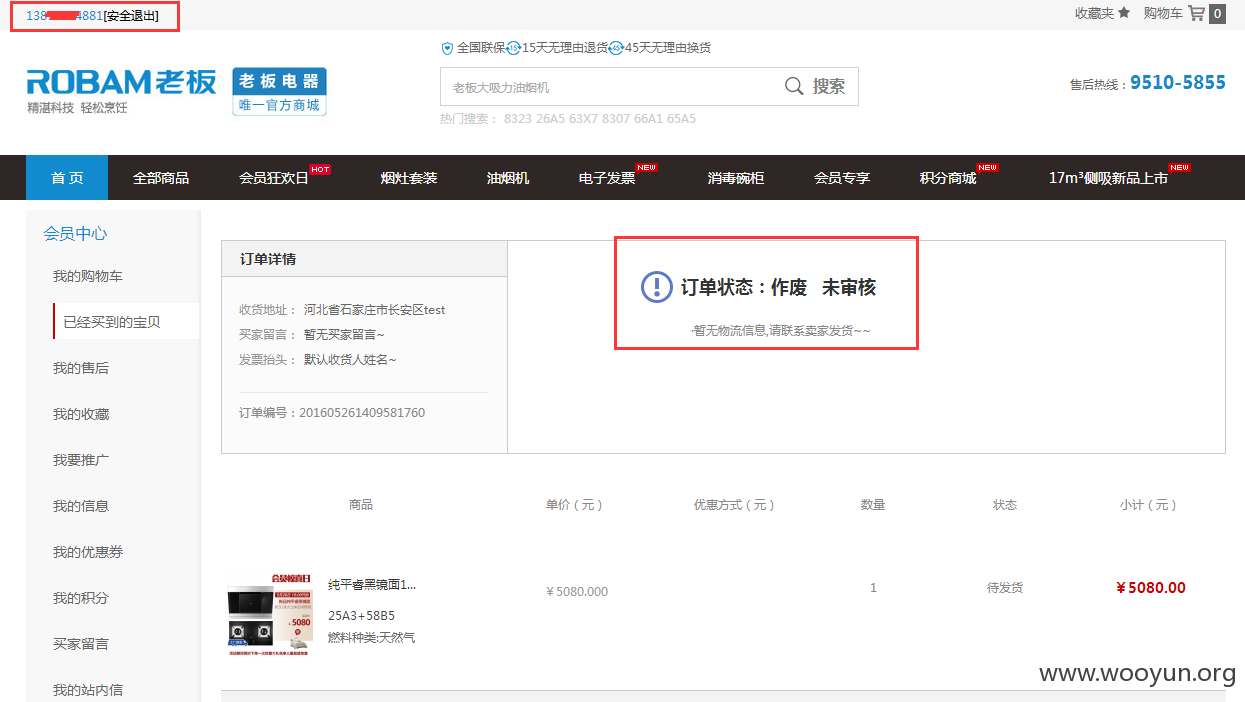 138 4881[安全退出]
收藏夹 购物车 0
全国联保 15 15天无理由退货 45 45天无理由换货
ROBAM老板
精湛科技 轻松烹饪
老板电器
唯一官方商城
老板大吸力油烟机 搜索
热门搜索： 8323 26A5 63X7 8307 66A1 65A5
售后热线：9510-5855
首 页 全部商品 会员狂欢日 HOT 烟灶套装 油烟机 电子发票 NEW 消毒碗柜 会员专享 积分商城 NEW 17m³侧吸新品上市 NEW
会员中心
我的购物车
已经买到的宝贝
我的售后
我的收藏
我要推广
我的信息
我的优惠券
我的积分
买家留言
我的站内信
订单详情
收货地址： 河北省石家庄市长安区test
买家留言： 暂无买家留言~
发票抬头： 默认收货人姓名~
订单编号：201605261409581760
订单状态：作废 未审核
·暂无物流信息,请联系卖家发货~~
商品 单价（元） 优惠方式（元） 数量 状态 小计（元）
5080
纯平睿黑镜面1...
25A3+58B5
燃料种类:天然气
￥5080.000 1 待发货 ￥5080.00
www.wooyun.org